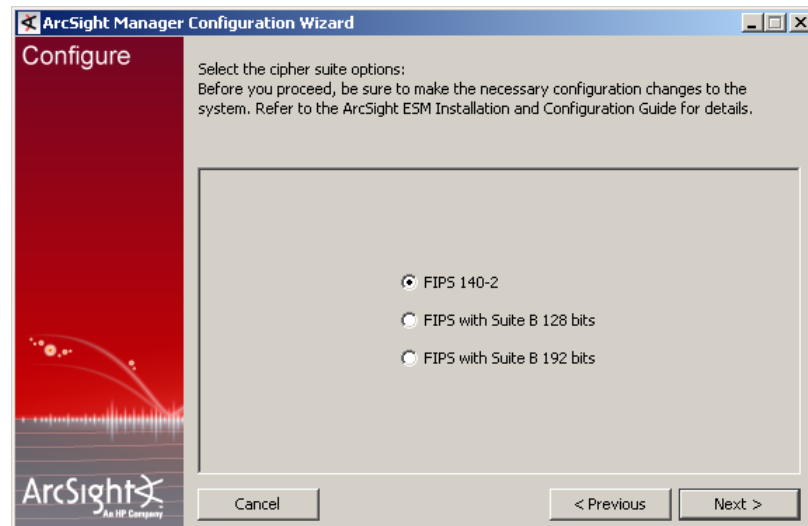 ArcSight Manager Configuration Wizard
Configure
Select the cipher suite options:
Before you proceed, be sure to make the necessary configuration changes to the
system. Refer to the ArcSight ESM Installation and Configuration Guide for details.
FIPS 140-2
FIPS with Suite B 128 bits
FIPS with Suite B 192 bits
ArcSight
An HP Company
Cancel
< Previous
Next >